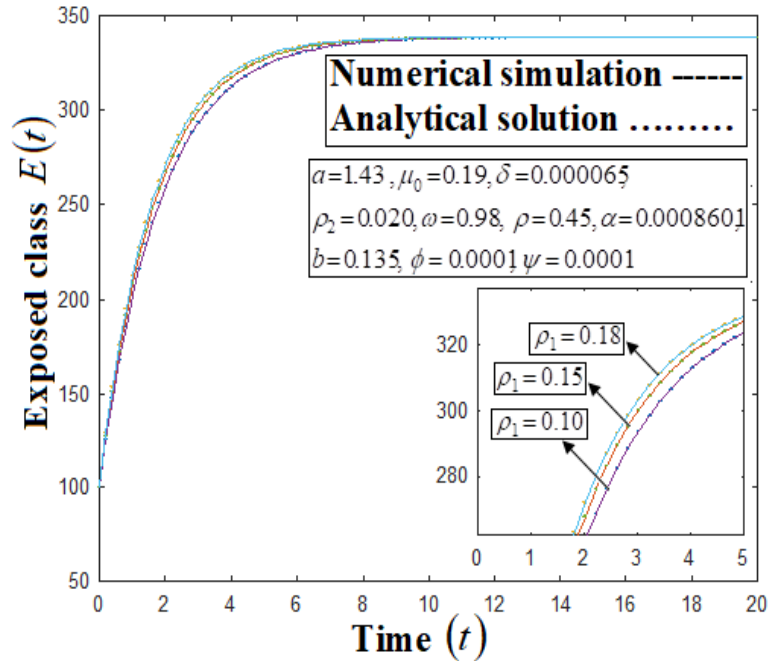 350
300
250
200
150
100
50
Exposed class E(t)
Numerical simulation ------
Analytical solution .........
a=1.43, μ₀=0.19, δ=0.000065,
ρ₂=0.020, ω=0.98, ρ=0.45, α=0.0008601,
b=0.135, ϕ=0.0001, ψ=0.0001
320
300
280
ρ₁=0.18
ρ₁=0.15
ρ₁=0.10
0 1 2 3 4 5
0 2 4 6 8 10 12 14 16 18 20
Time (t)